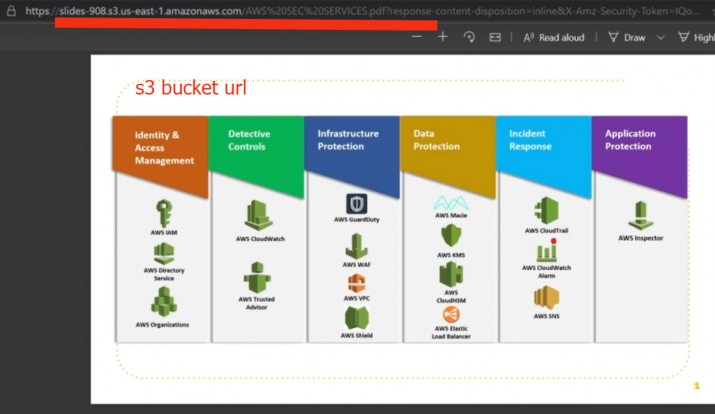 https://slides-908.s3.us-east-1.amazonaws.com/AWS%20SEC%20SERVICES.pdf?response-content-disposition=inline&X-Amz-Security-Token=IQo...
Read aloud
Draw
s3 bucket url
Identity &
Access
Management
Detective
Controls
Infrastructure
Protection
Data
Protection
Incident
Response
Application
Protection
AWS IAM
AWS Directory
Service
AWS Organizations
AWS CloudWatch
AWS Trusted
Advisor
AWS GuardDuty
AWS WAF
AWS VPC
AWS Shield
AWS Macie
AWS KMS
AWS
CloudHSM
AWS Elastic
Load Balancer
AWS CloudTrail
AWS CloudWatch
Alarm
AWS SNS
AWS Inspector
1